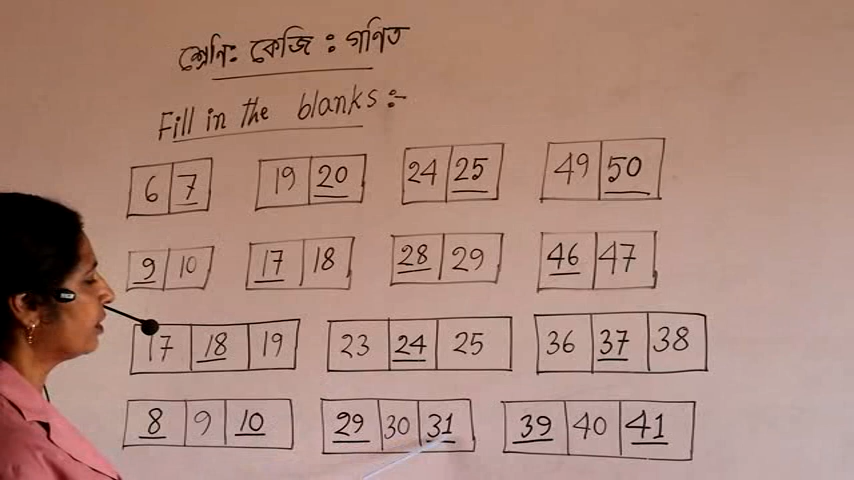 শ্রেনি: কেজি : গণিত
Fill in the blanks :-
6 7 19 20 24 25 49 50
9 10 17 18 28 29 46 47
17 18 19 23 24 25 36 37 38
8 9 10 29 30 31 39 40 41